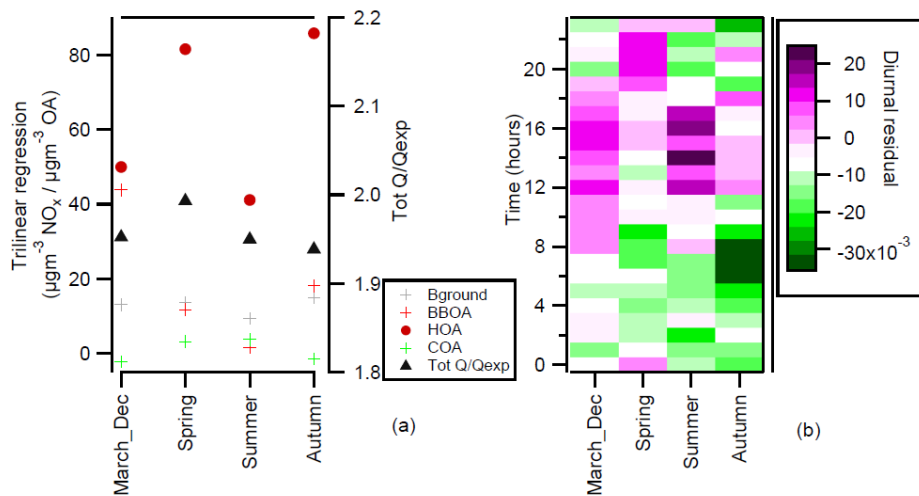 Trilinear regression
(µgm⁻³ NOₓ / µgm⁻³ OA)
80
60
40
20
0
2.2
2.1
2.0
1.9
1.8
Tot Q/Qexp
March_Dec
Spring
Summer
Autumn
Bground
BBOA
HOA
COA
Tot Q/Qexp
(a)
Time (hours)
20
16
12
8
4
0
March_Dec
Spring
Summer
Autumn
20
10
0
-10
-20
-30x10⁻³
Diurnal residual
(b)